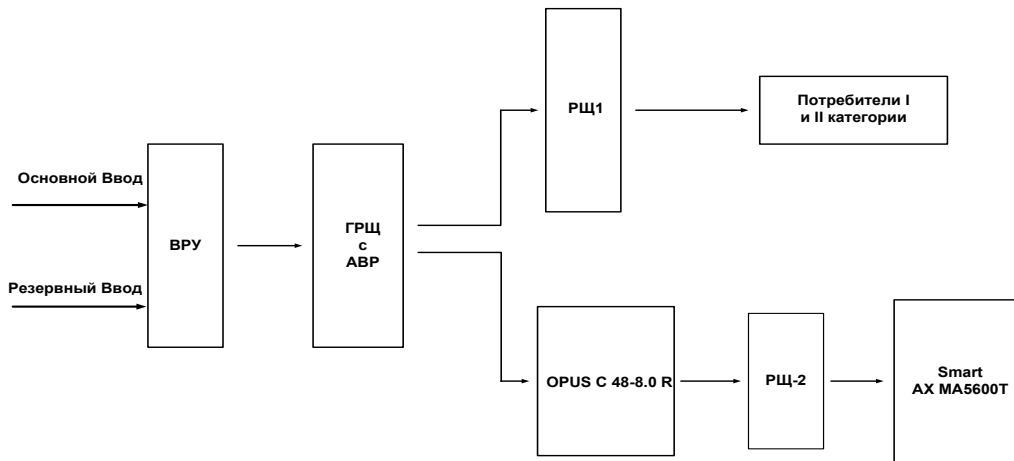 РЩ1
Потребители I
и II категории
Основной Ввод
ВРУ
ГРЩ
с
АВР
Резервный Ввод
OPUS C 48-8.0 R
РЩ-2
Smart
AX MA5600T